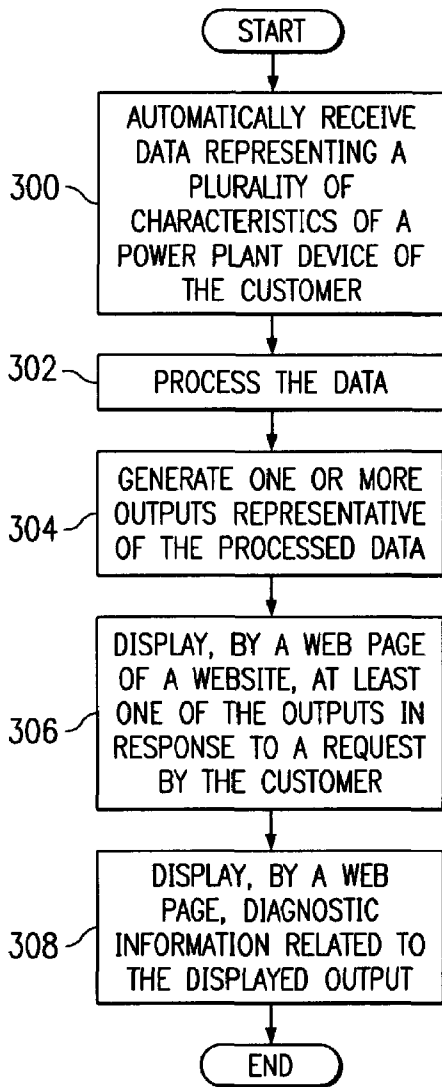 START
300
AUTOMATICALLY RECEIVE
DATA REPRESENTING A
PLURALITY OF
CHARACTERISTICS OF A
POWER PLANT DEVICE OF
THE CUSTOMER
302
PROCESS THE DATA
304
GENERATE ONE OR MORE
OUTPUTS REPRESENTATIVE
OF THE PROCESSED DATA
306
DISPLAY, BY A WEB PAGE
OF A WEBSITE, AT LEAST
ONE OF THE OUTPUTS IN
RESPONSE TO A REQUEST
BY THE CUSTOMER
308
DISPLAY, BY A WEB
PAGE, DIAGNOSTIC
INFORMATION RELATED TO
THE DISPLAYED OUTPUT
END